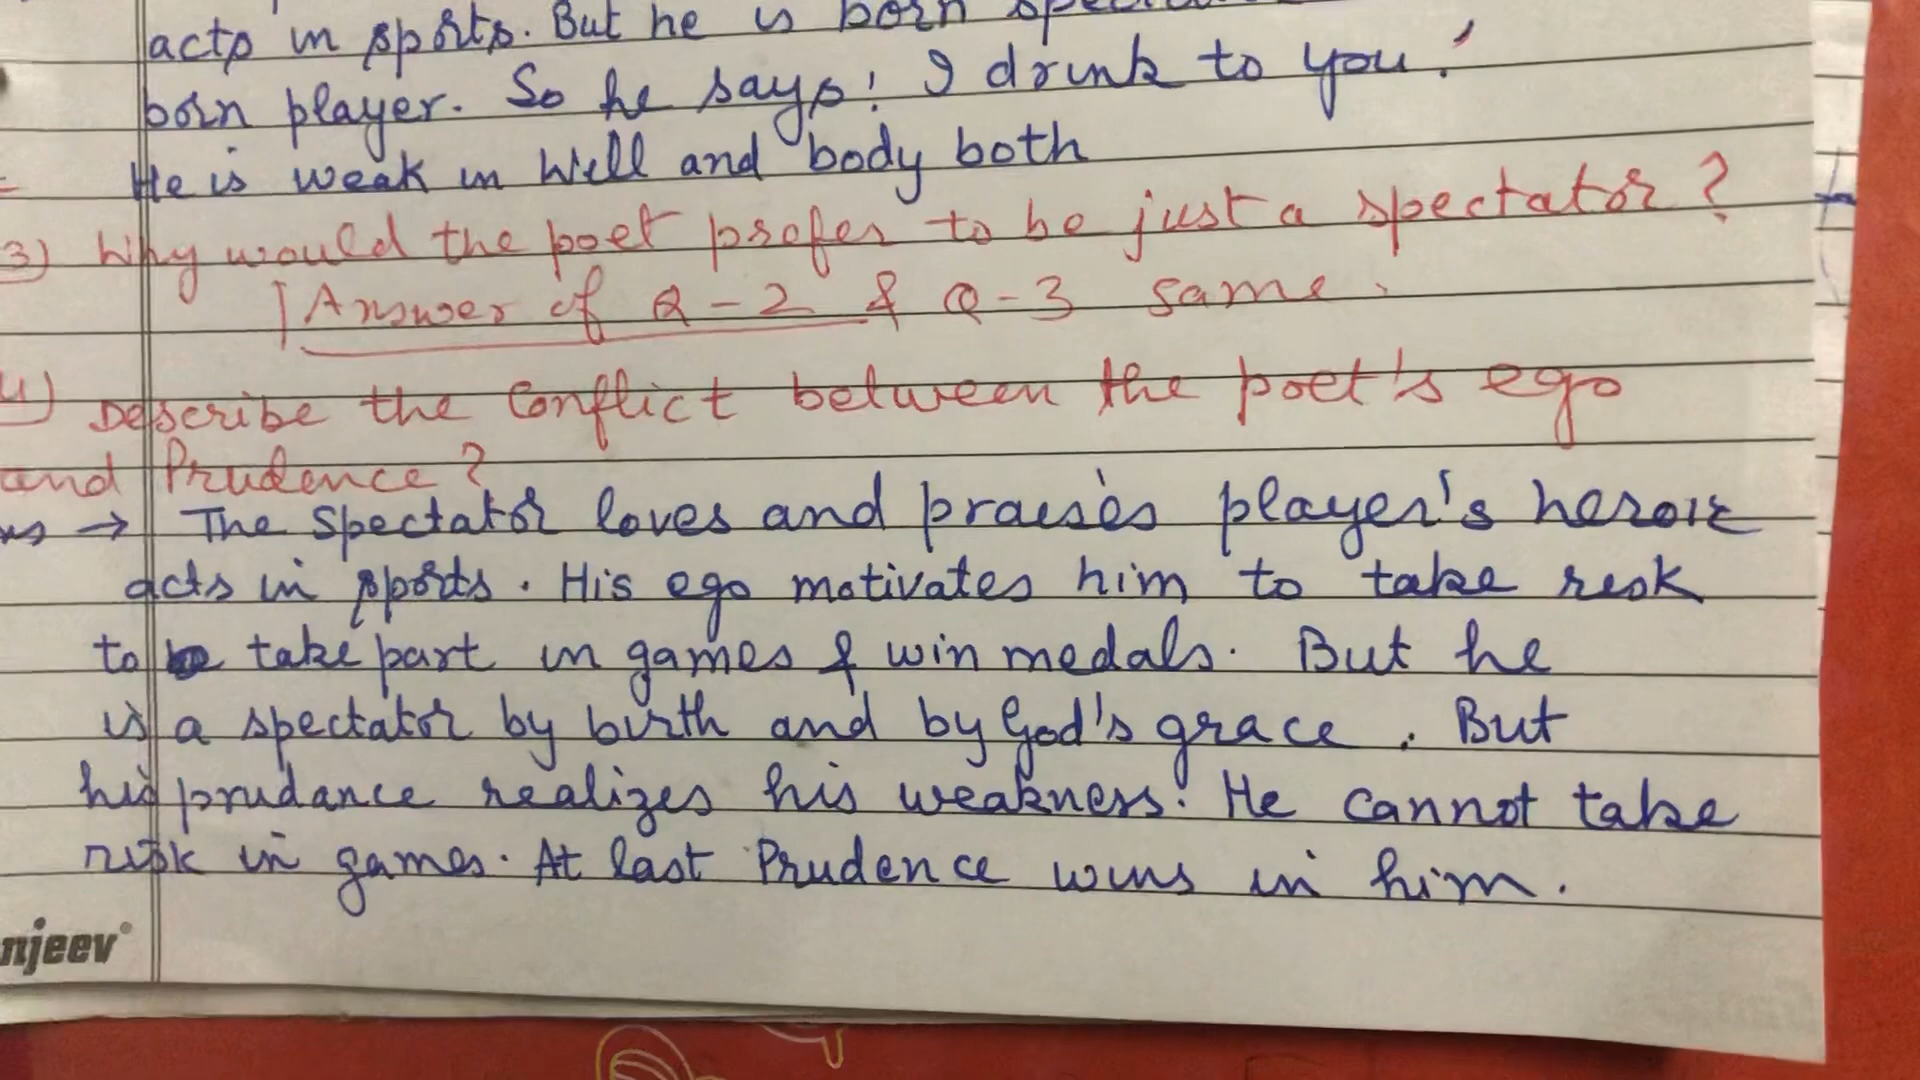 acts in sports. But he is born
born player. So he says! I drink to you!
He is weak in Will and body both
3) Why would the poet prefer to be just a spectator?
Answer of Q-2 & Q-3 same.
4) Describe the Conflict between the poet's ego
and Prudence?
→ The Spectator loves and praises player's heroic
acts in sports. His ego motivates him to take risk
to take part in games & win medals. But he
is a spectator by birth and by God's grace. But
his prudance realizes his weakness! He cannot take
risk in games. At last Prudence wins in him.
njeev